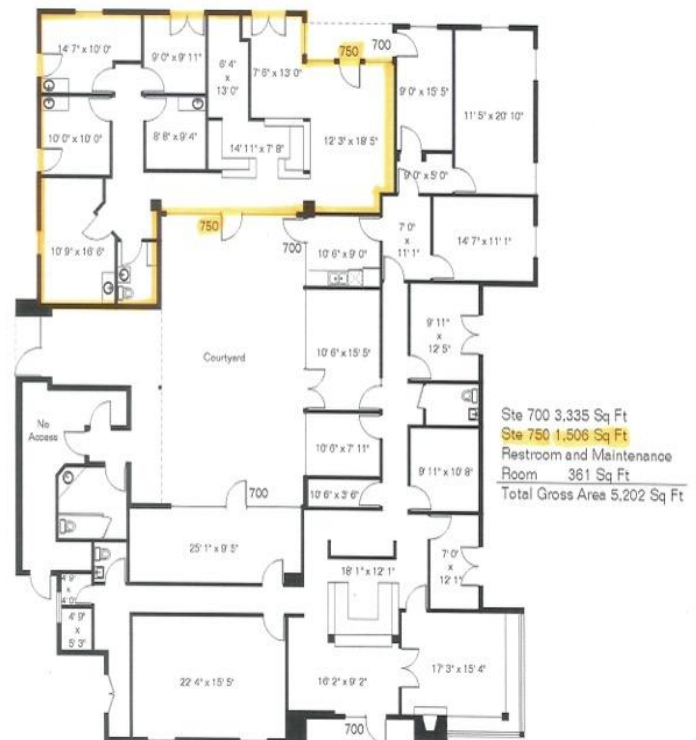 14' 7" x 10' 0"
9' 0" x 9' 11"
6' 4"
x
13' 0"
7' 6" x 13' 0"
750
700
9' 0" x 15' 5"
11' 5" x 20' 10"
10' 0" x 10' 0"
8' 8" x 9' 4"
14' 11" x 7' 8"
12' 3" x 18' 5"
9' 0" x 5' 0"
10' 9" x 16' 6"
750
700
10' 6" x 9' 0"
7' 0"
x
11' 1"
14' 7" x 11' 1"
9' 11"
x
12' 5"
Courtyard
10' 6" x 15' 5"
No
Access
10' 6" x 7' 11"
9' 11" x 10' 8"
Ste 700 3,335 Sq Ft
Ste 750 1,506 Sq Ft
Restroom and Maintenance
Room 361 Sq Ft
Total Gross Area 5,202 Sq Ft
700
10' 6" x 3' 6"
25' 1" x 9' 5"
18' 1" x 12' 1"
7' 0"
x
12' 1"
4' 9"
x
4' 0"
4' 9"
x
5' 3"
22' 4" x 15' 5"
16' 2" x 9' 2"
17' 3" x 15' 4"
700